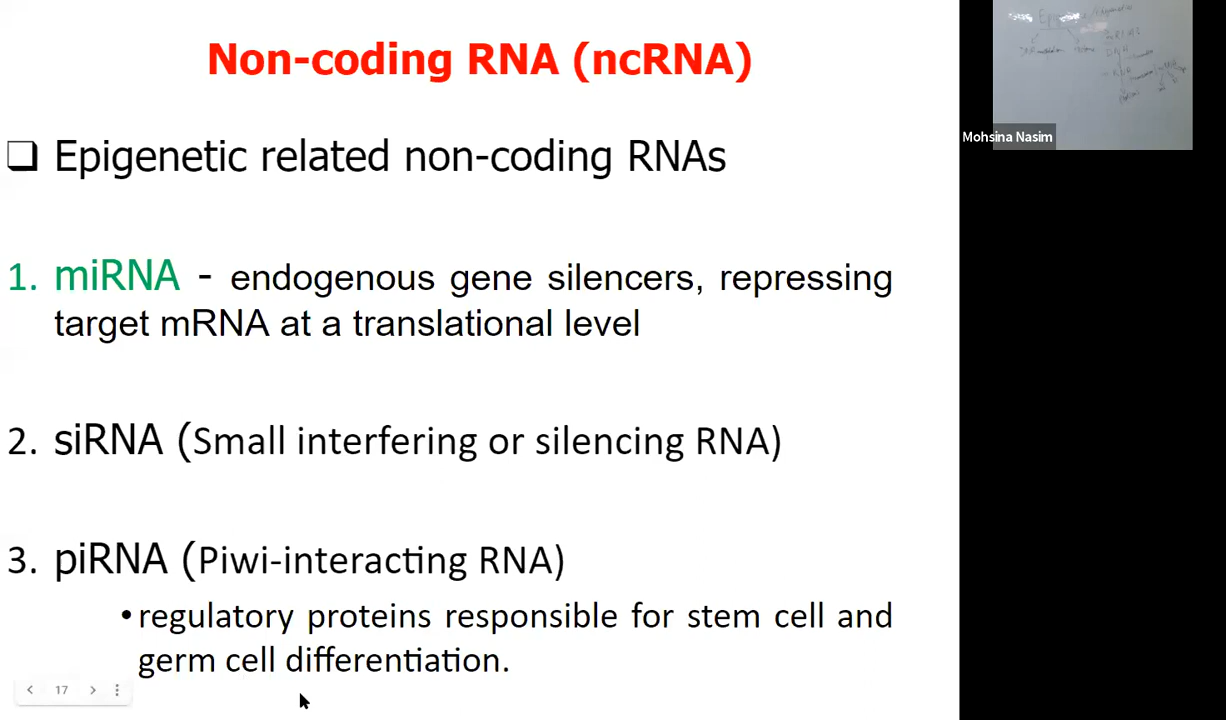 Non-coding RNA (ncRNA)
❑ Epigenetic related non-coding RNAs
1. miRNA - endogenous gene silencers, repressing
target mRNA at a translational level
2. siRNA (Small interfering or silencing RNA)
3. piRNA (Piwi-interacting RNA)
•regulatory proteins responsible for stem cell and
germ cell differentiation.
17
Mohsina Nasim